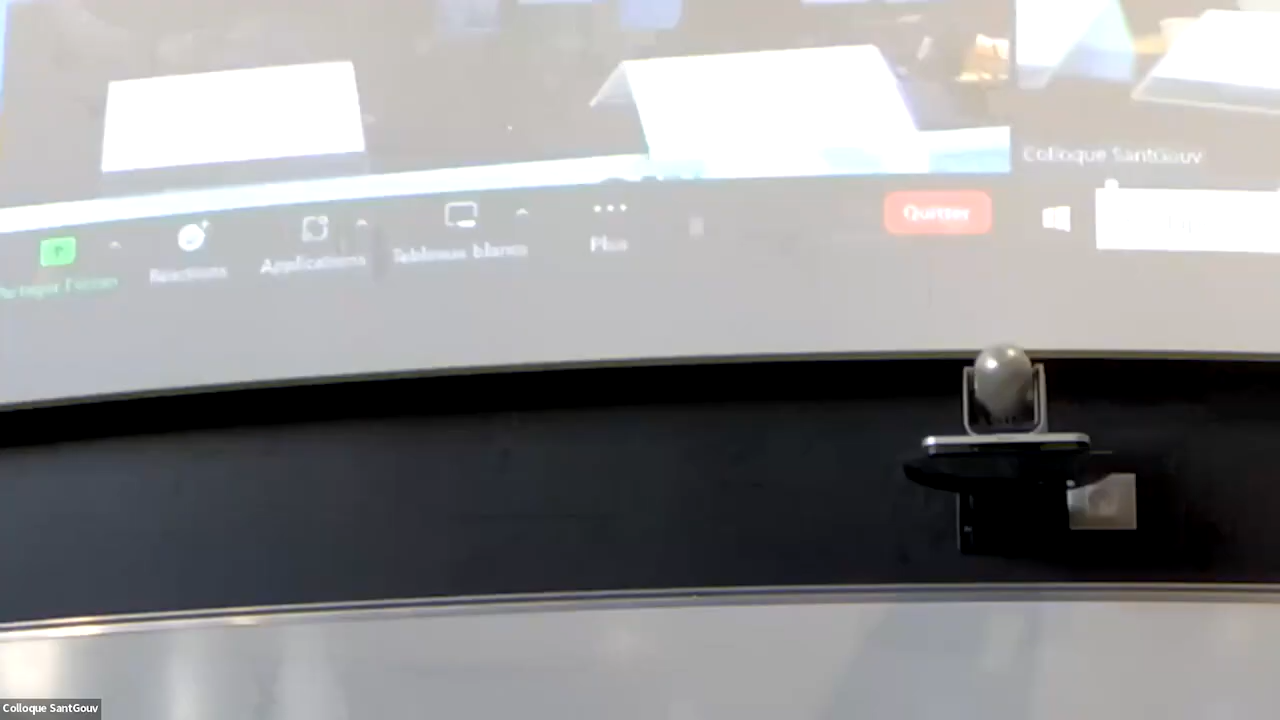 Colloque SantGouv
Quitter
Réactions
Applications
Tableaux blancs
Plus
Colloque SantGouv